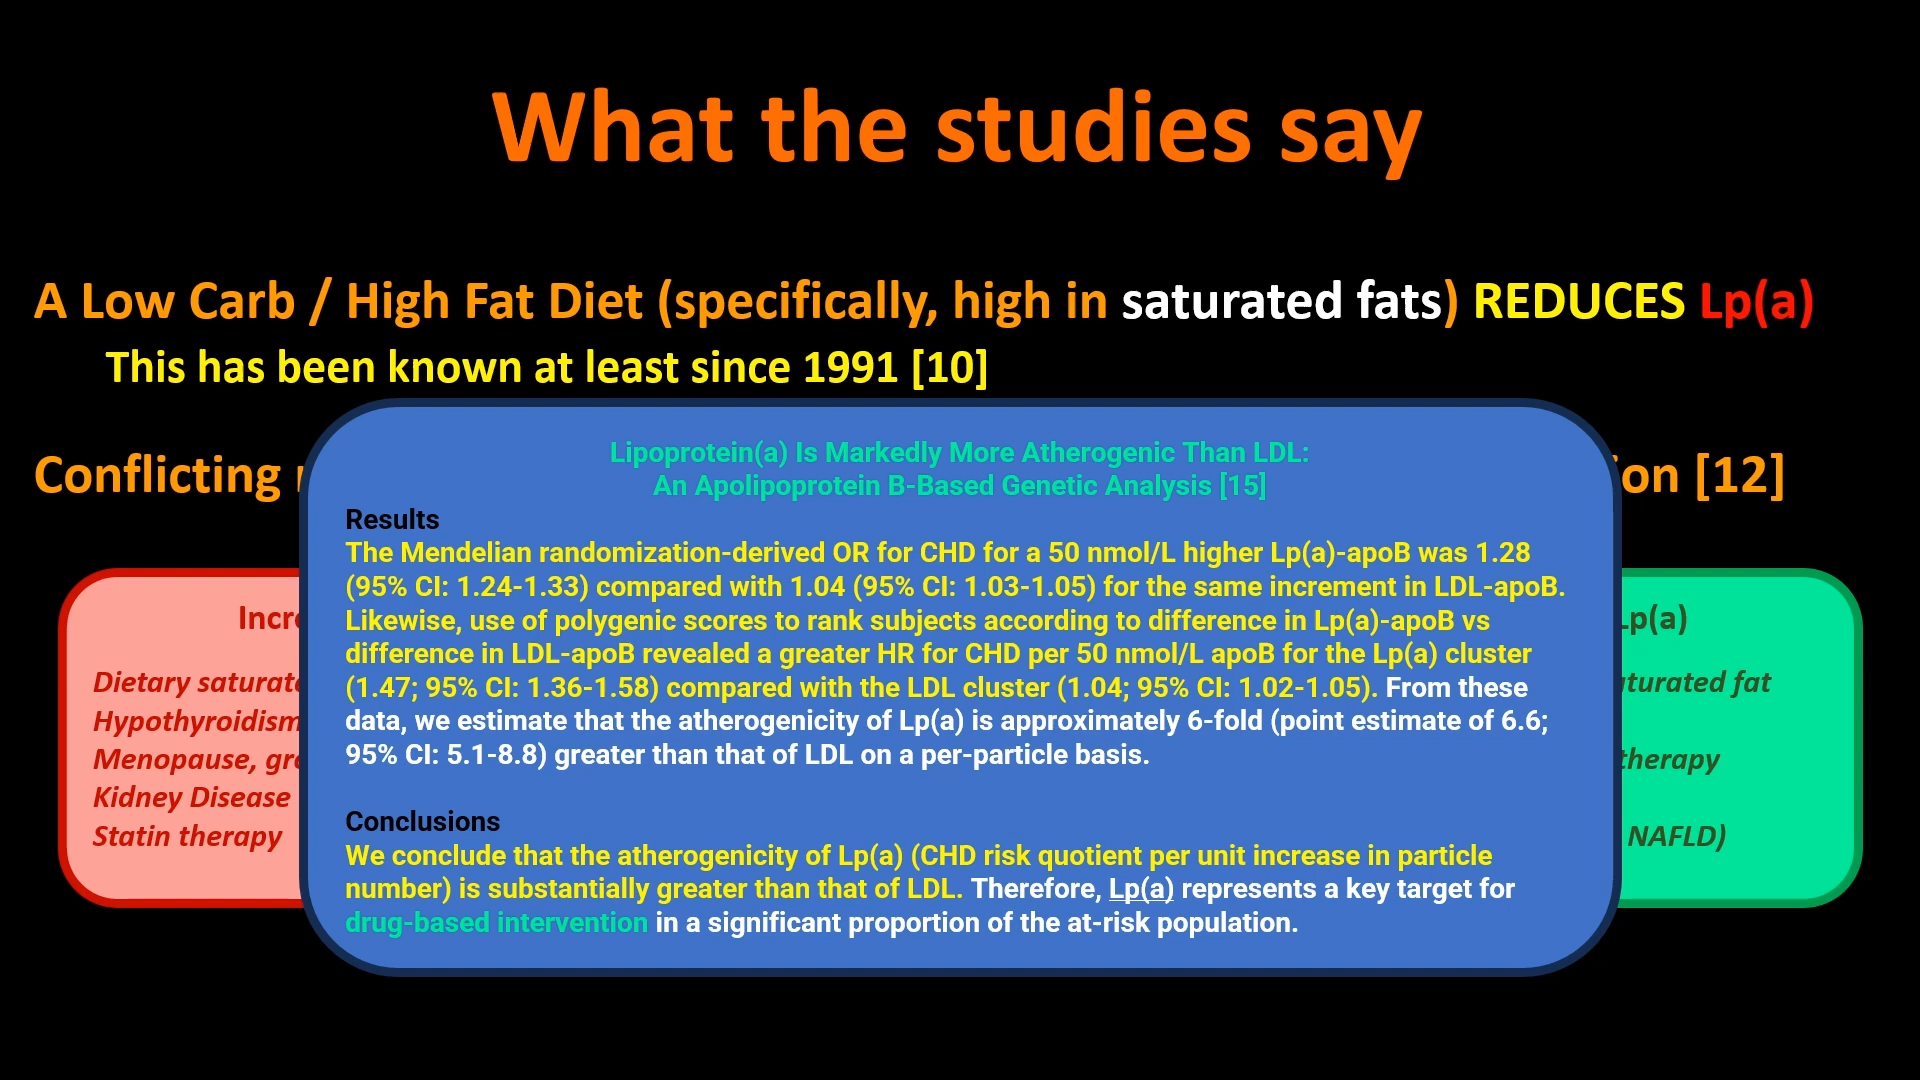 What the studies say
A Low Carb / High Fat Diet (specifically, high in saturated fats) REDUCES Lp(a)
This has been known at least since 1991 [10]
Conflicting
[12]
Lipoprotein(a) Is Markedly More Atherogenic Than LDL:
An Apolipoprotein B-Based Genetic Analysis [15]
Results
The Mendelian randomization-derived OR for CHD for a 50 nmol/L higher Lp(a)-apoB was 1.28
(95% CI: 1.24-1.33) compared with 1.04 (95% CI: 1.03-1.05) for the same increment in LDL-apoB.
Likewise, use of polygenic scores to rank subjects according to difference in Lp(a)-apoB vs
difference in LDL-apoB revealed a greater HR for CHD per 50 nmol/L apoB for the Lp(a) cluster
(1.47; 95% CI: 1.36-1.58) compared with the LDL cluster (1.04; 95% CI: 1.02-1.05). From these
data, we estimate that the atherogenicity of Lp(a) is approximately 6-fold (point estimate of 6.6;
95% CI: 5.1-8.8) greater than that of LDL on a per-particle basis.
Conclusions
We conclude that the atherogenicity of Lp(a) (CHD risk quotient per unit increase in particle
number) is substantially greater than that of LDL. Therefore, Lp(a) represents a key target for
drug-based intervention in a significant proportion of the at-risk population.
Dietary
Hypothyroidism
Menopause,
Kidney Disease
Statin therapy
Lp(a)
fat
therapy
NAFLD)